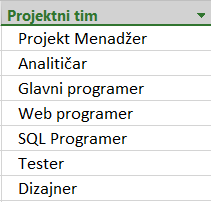 Projektni tim
Projekt Menadžer
Analitičar
Glavni programer
Web programer
SQL Programer
Tester
Dizajner